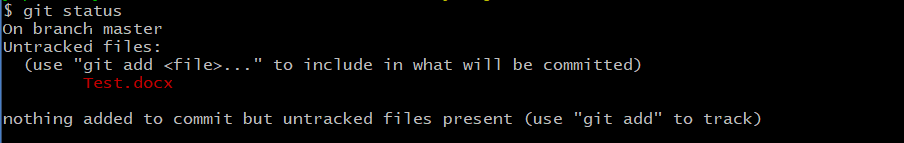 $ git status
On branch master
Untracked files:
  (use "git add <file>..." to include in what will be committed)
        Test.docx

nothing added to commit but untracked files present (use "git add" to track)